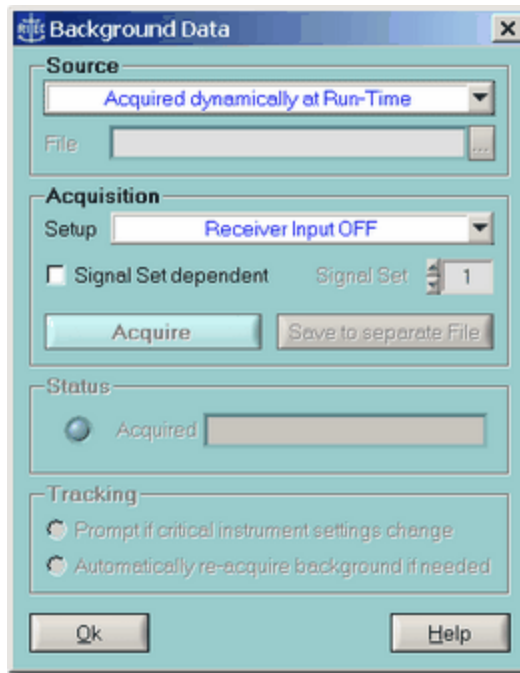 Background Data
Source
Acquired dynamically at Run-Time
File
...
Acquisition
Setup Receiver Input OFF
Signal Set dependent Signal Set 1
Acquire Save to separate File
Status
Acquired
Tracking
Prompt if critical instrument settings change
Automatically re-acquire background if needed
Ok Help